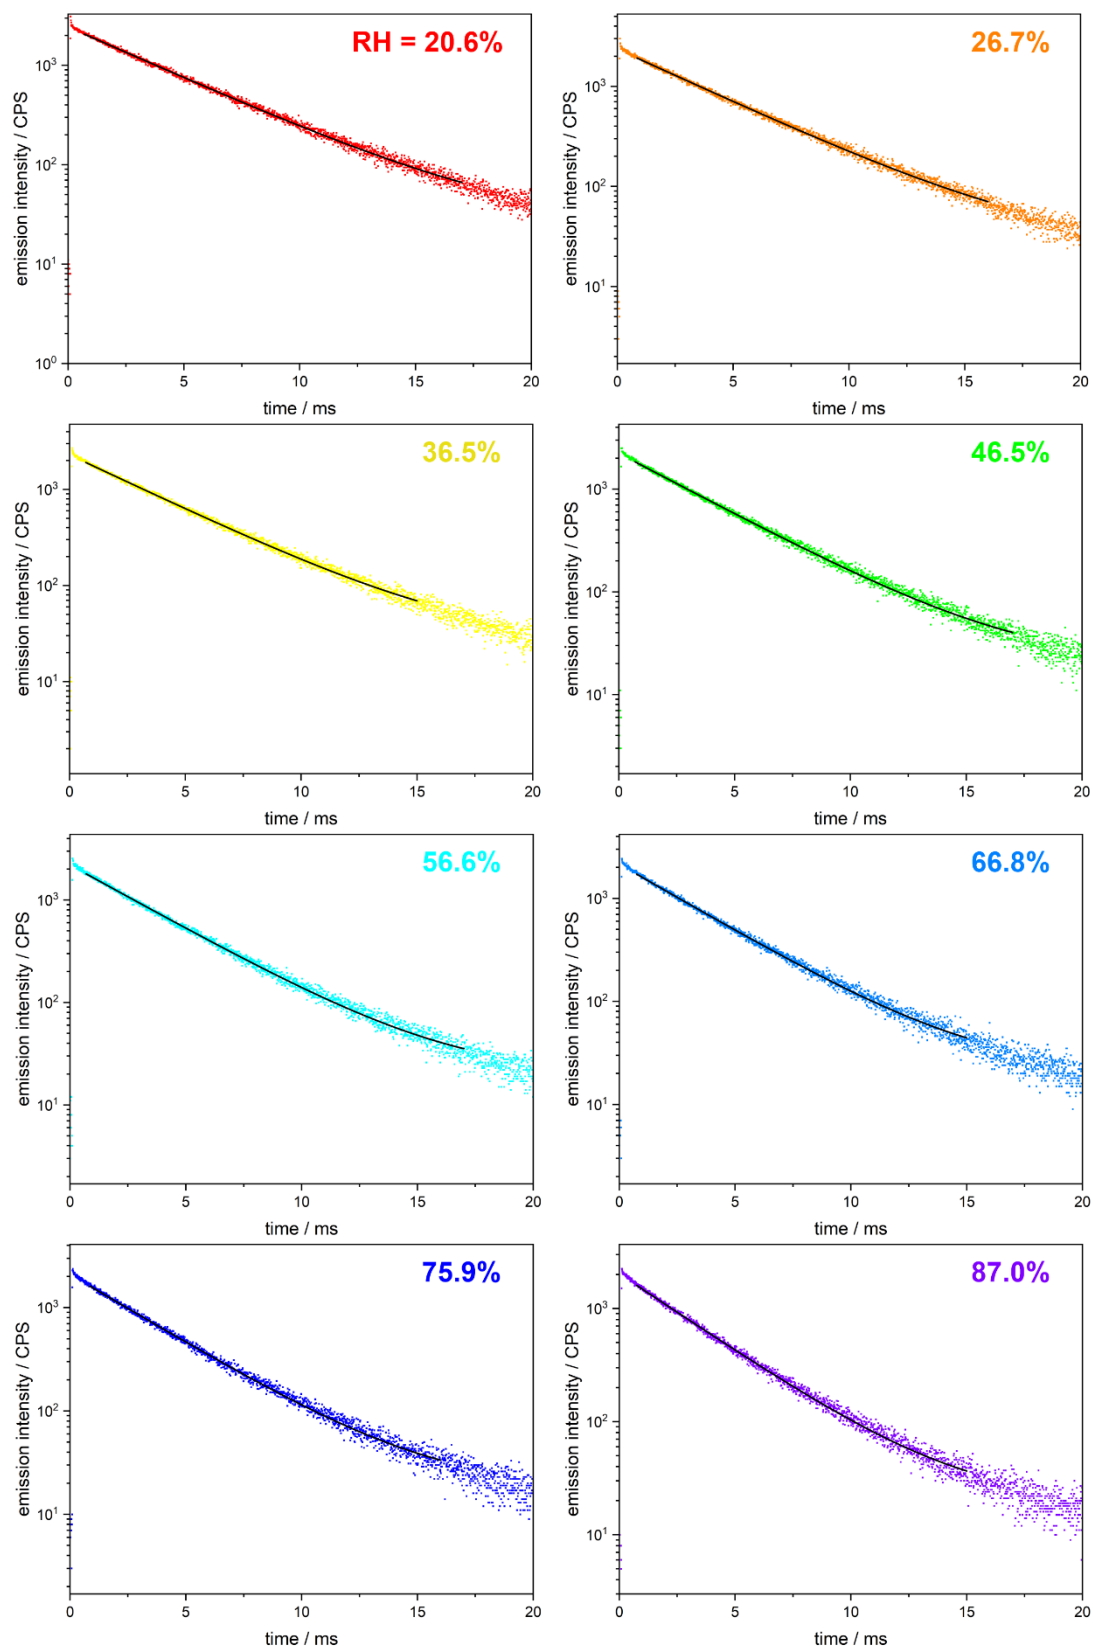 RH = 20.6%
emission intensity / CPS
10³
10²
10¹
10⁰
0 5 10 15 20
time / ms
26.7%
emission intensity / CPS
10³
10²
10¹
0 5 10 15 20
time / ms
36.5%
emission intensity / CPS
10³
10²
10¹
0 5 10 15 20
time / ms
46.5%
emission intensity / CPS
10³
10²
10¹
0 5 10 15 20
time / ms
56.6%
emission intensity / CPS
10³
10²
10¹
0 5 10 15 20
time / ms
66.8%
emission intensity / CPS
10³
10²
10¹
0 5 10 15 20
time / ms
75.9%
emission intensity / CPS
10³
10²
10¹
0 5 10 15 20
time / ms
87.0%
emission intensity / CPS
10³
10²
10¹
0 5 10 15 20
time / ms